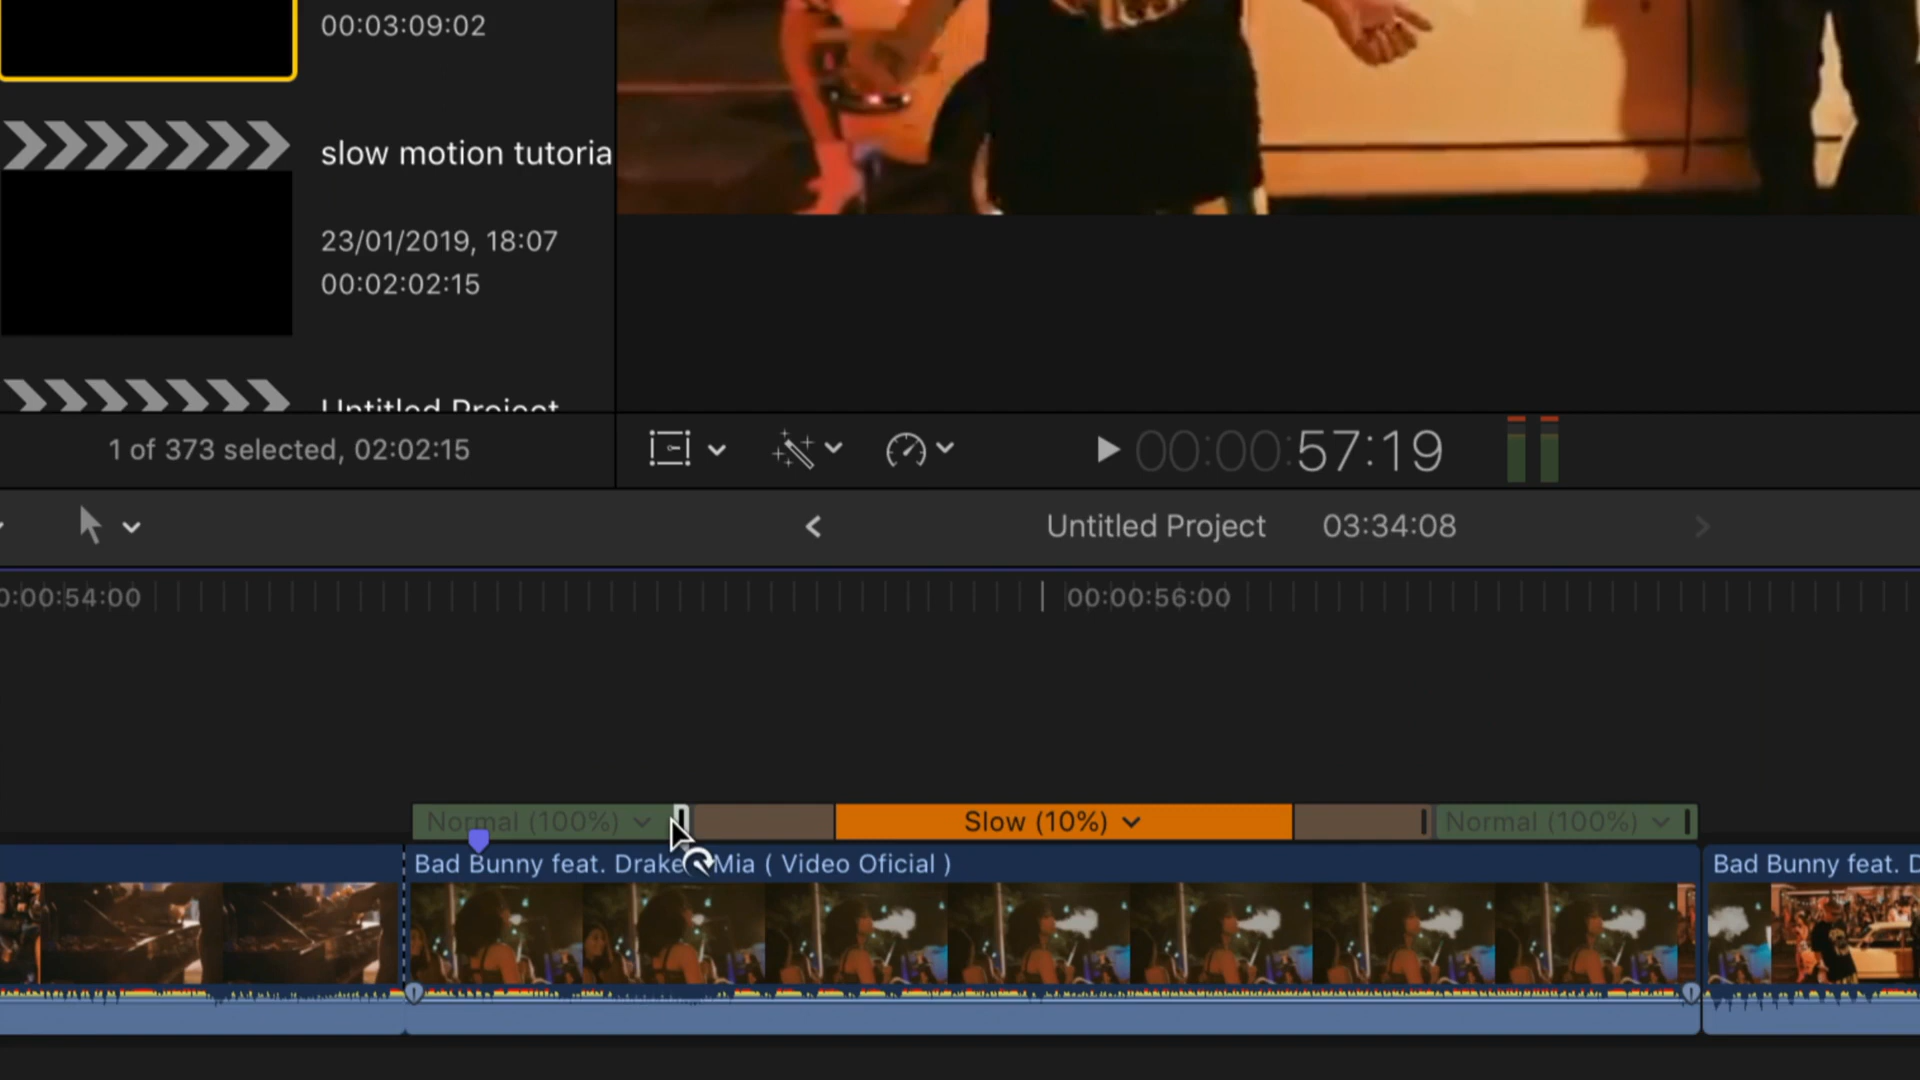 00:03:09:02
slow motion tutoria
23/01/2019, 18:07
00:02:02:15
Untitled Project
1 of 373 selected, 02:02:15
00:00:57:19
Untitled Project 03:34:08
0:00:54:00 00:00:56:00
Normal (100%) Slow (10%) Normal (100%)
Bad Bunny feat. Drake Mia ( Video Oficial ) Bad Bunny feat. D